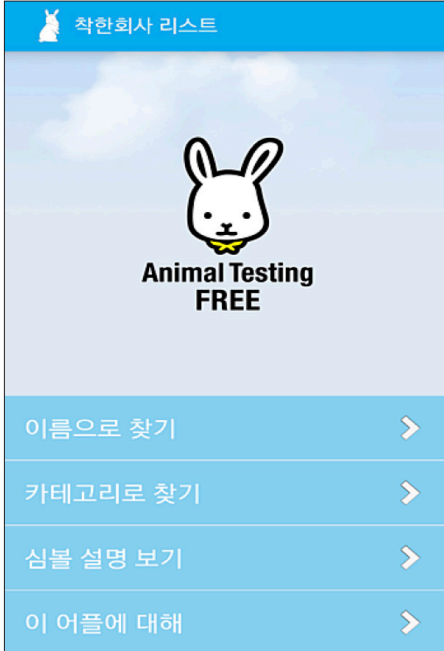 착한회사 리스트
Animal Testing
FREE
이름으로 찾기
카테고리로 찾기
심볼 설명 보기
이 어플에 대해